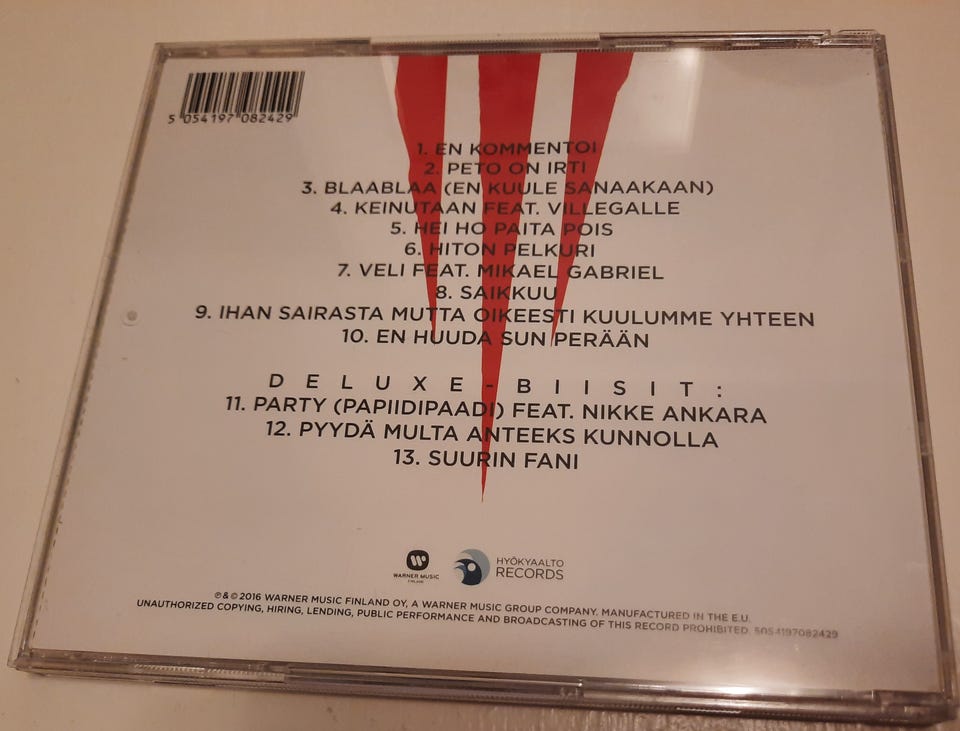 5 054197 082429
1. EN KOMMENTOI
2. PETO ON IRTI
3. BLAABLAA (EN KUULE SANAAKAAN)
4. KEINUTAAN FEAT. VILLEGALLE
5. HEI HO PAITA POIS
6. HITON PELKURI
7. VELI FEAT. MIKAEL GABRIEL
8. SAIKKUU
9. IHAN SAIRASTA MUTTA OIKEESTI KUULUMME YHTEEN
10. EN HUUDA SUN PERÄÄN
DELUXE-BIISIT:
11. PARTY (PAPIIDIPAADI) FEAT. NIKKE ANKARA
12. PYYDÄ MULTA ANTEEKS KUNNOLLA
13. SUURIN FANI
WARNER MUSIC
FINLAND
HYÖKYAALTO
RECORDS
℗ & © 2016 WARNER MUSIC FINLAND OY, A WARNER MUSIC GROUP COMPANY. MANUFACTURED IN THE E.U.
UNAUTHORIZED COPYING, HIRING, LENDING, PUBLIC PERFORMANCE AND BROADCASTING OF THIS RECORD PROHIBITED. 5054197082429